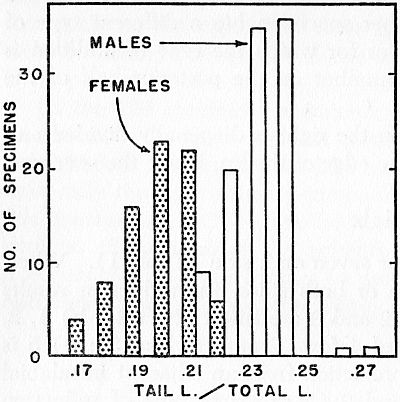 MALES
FEMALES
NO. OF SPECIMENS
30
20
10
0
.17 .19 .21 .23 .25 .27
TAIL L./TOTAL L.